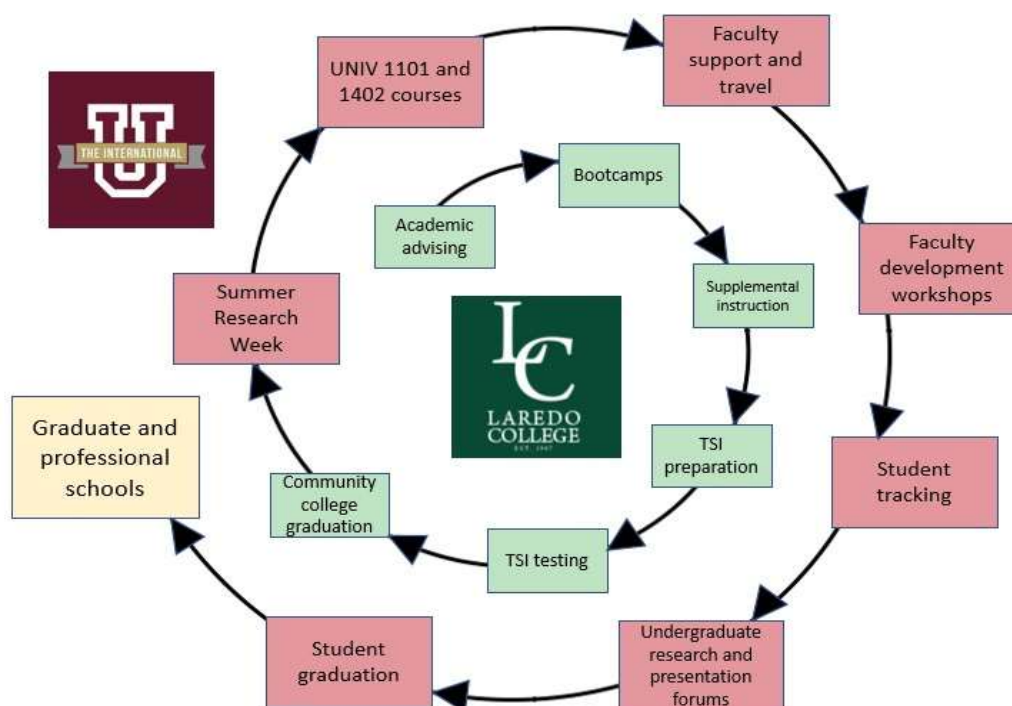 UNIV 1101 and
1402 courses
Faculty
support and
travel
U
THE INTERNATIONAL
Bootcamps
Academic
advising
Faculty
development
workshops
Supplemental
instruction
Summer
Research
Week
LC
LAREDO
COLLEGE
EST. 1947
Graduate and
professional
schools
TSI
preparation
Student
tracking
Community
college
graduation
TSI testing
Student
graduation
Undergraduate
research and
presentation
forums